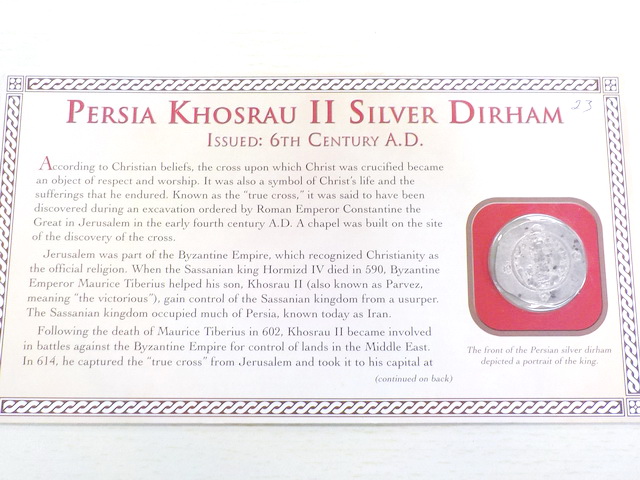 PERSIA KHOSRAU II SILVER DIRHAM
23
ISSUED: 6TH CENTURY A.D.
According to Christian beliefs, the cross upon which Christ was crucified became
an object of respect and worship. It was also a symbol of Christ's life and the
sufferings that he endured. Known as the "true cross," it was said to have been
discovered during an excavation ordered by Roman Emperor Constantine the
Great in Jerusalem in the early fourth century A.D. A chapel was built on the site
of the discovery of the cross.
Jerusalem was part of the Byzantine Empire, which recognized Christianity as
the official religion. When the Sassanian king Hormizd IV died in 590, Byzantine
Emperor Maurice Tiberius helped his son, Khosrau II (also known as Parvez,
meaning "the victorious"), gain control of the Sassanian kingdom from a usurper.
The Sassanian kingdom occupied much of Persia, known today as Iran.
Following the death of Maurice Tiberius in 602, Khosrau II became involved
in battles against the Byzantine Empire for control of lands in the Middle East.
In 614, he captured the "true cross" from Jerusalem and took it to his capital at
(continued on back)
The front of the Persian silver dirham
depicted a portrait of the king.